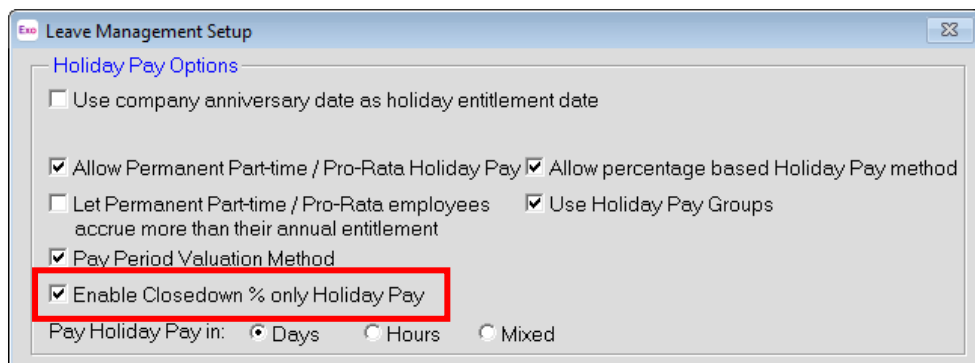 Exo Leave Management Setup
Holiday Pay Options
Use company anniversary date as holiday entitlement date
Allow Permanent Part-time / Pro-Rata Holiday Pay Allow percentage based Holiday Pay method
Let Permanent Part-time / Pro-Rata employees Use Holiday Pay Groups
accrue more than their annual entitlement
Pay Period Valuation Method
Enable Closedown % only Holiday Pay
Pay Holiday Pay in: Days Hours Mixed